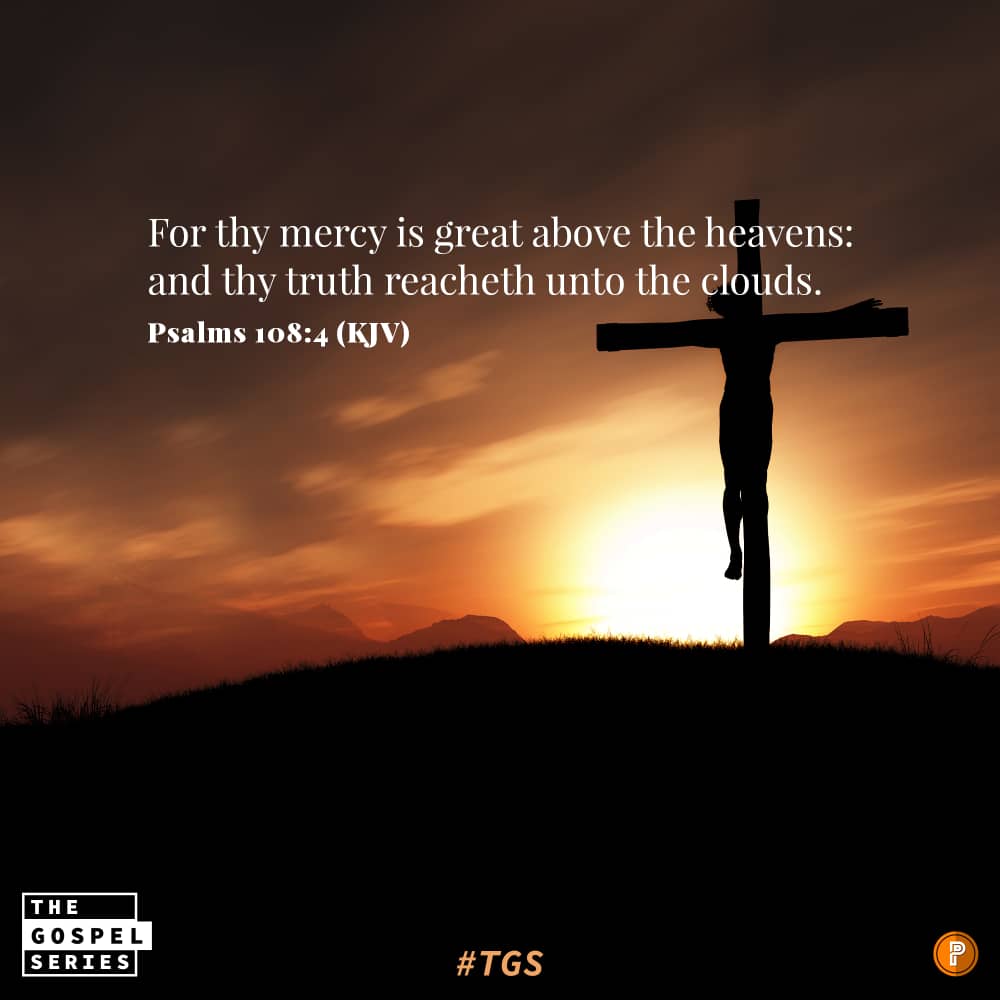 For thy mercy is great above the heavens:
and thy truth reacheth unto the clouds.
Psalms 108:4 (KJV)
THE
GOSPEL
SERIES
#TGS
P